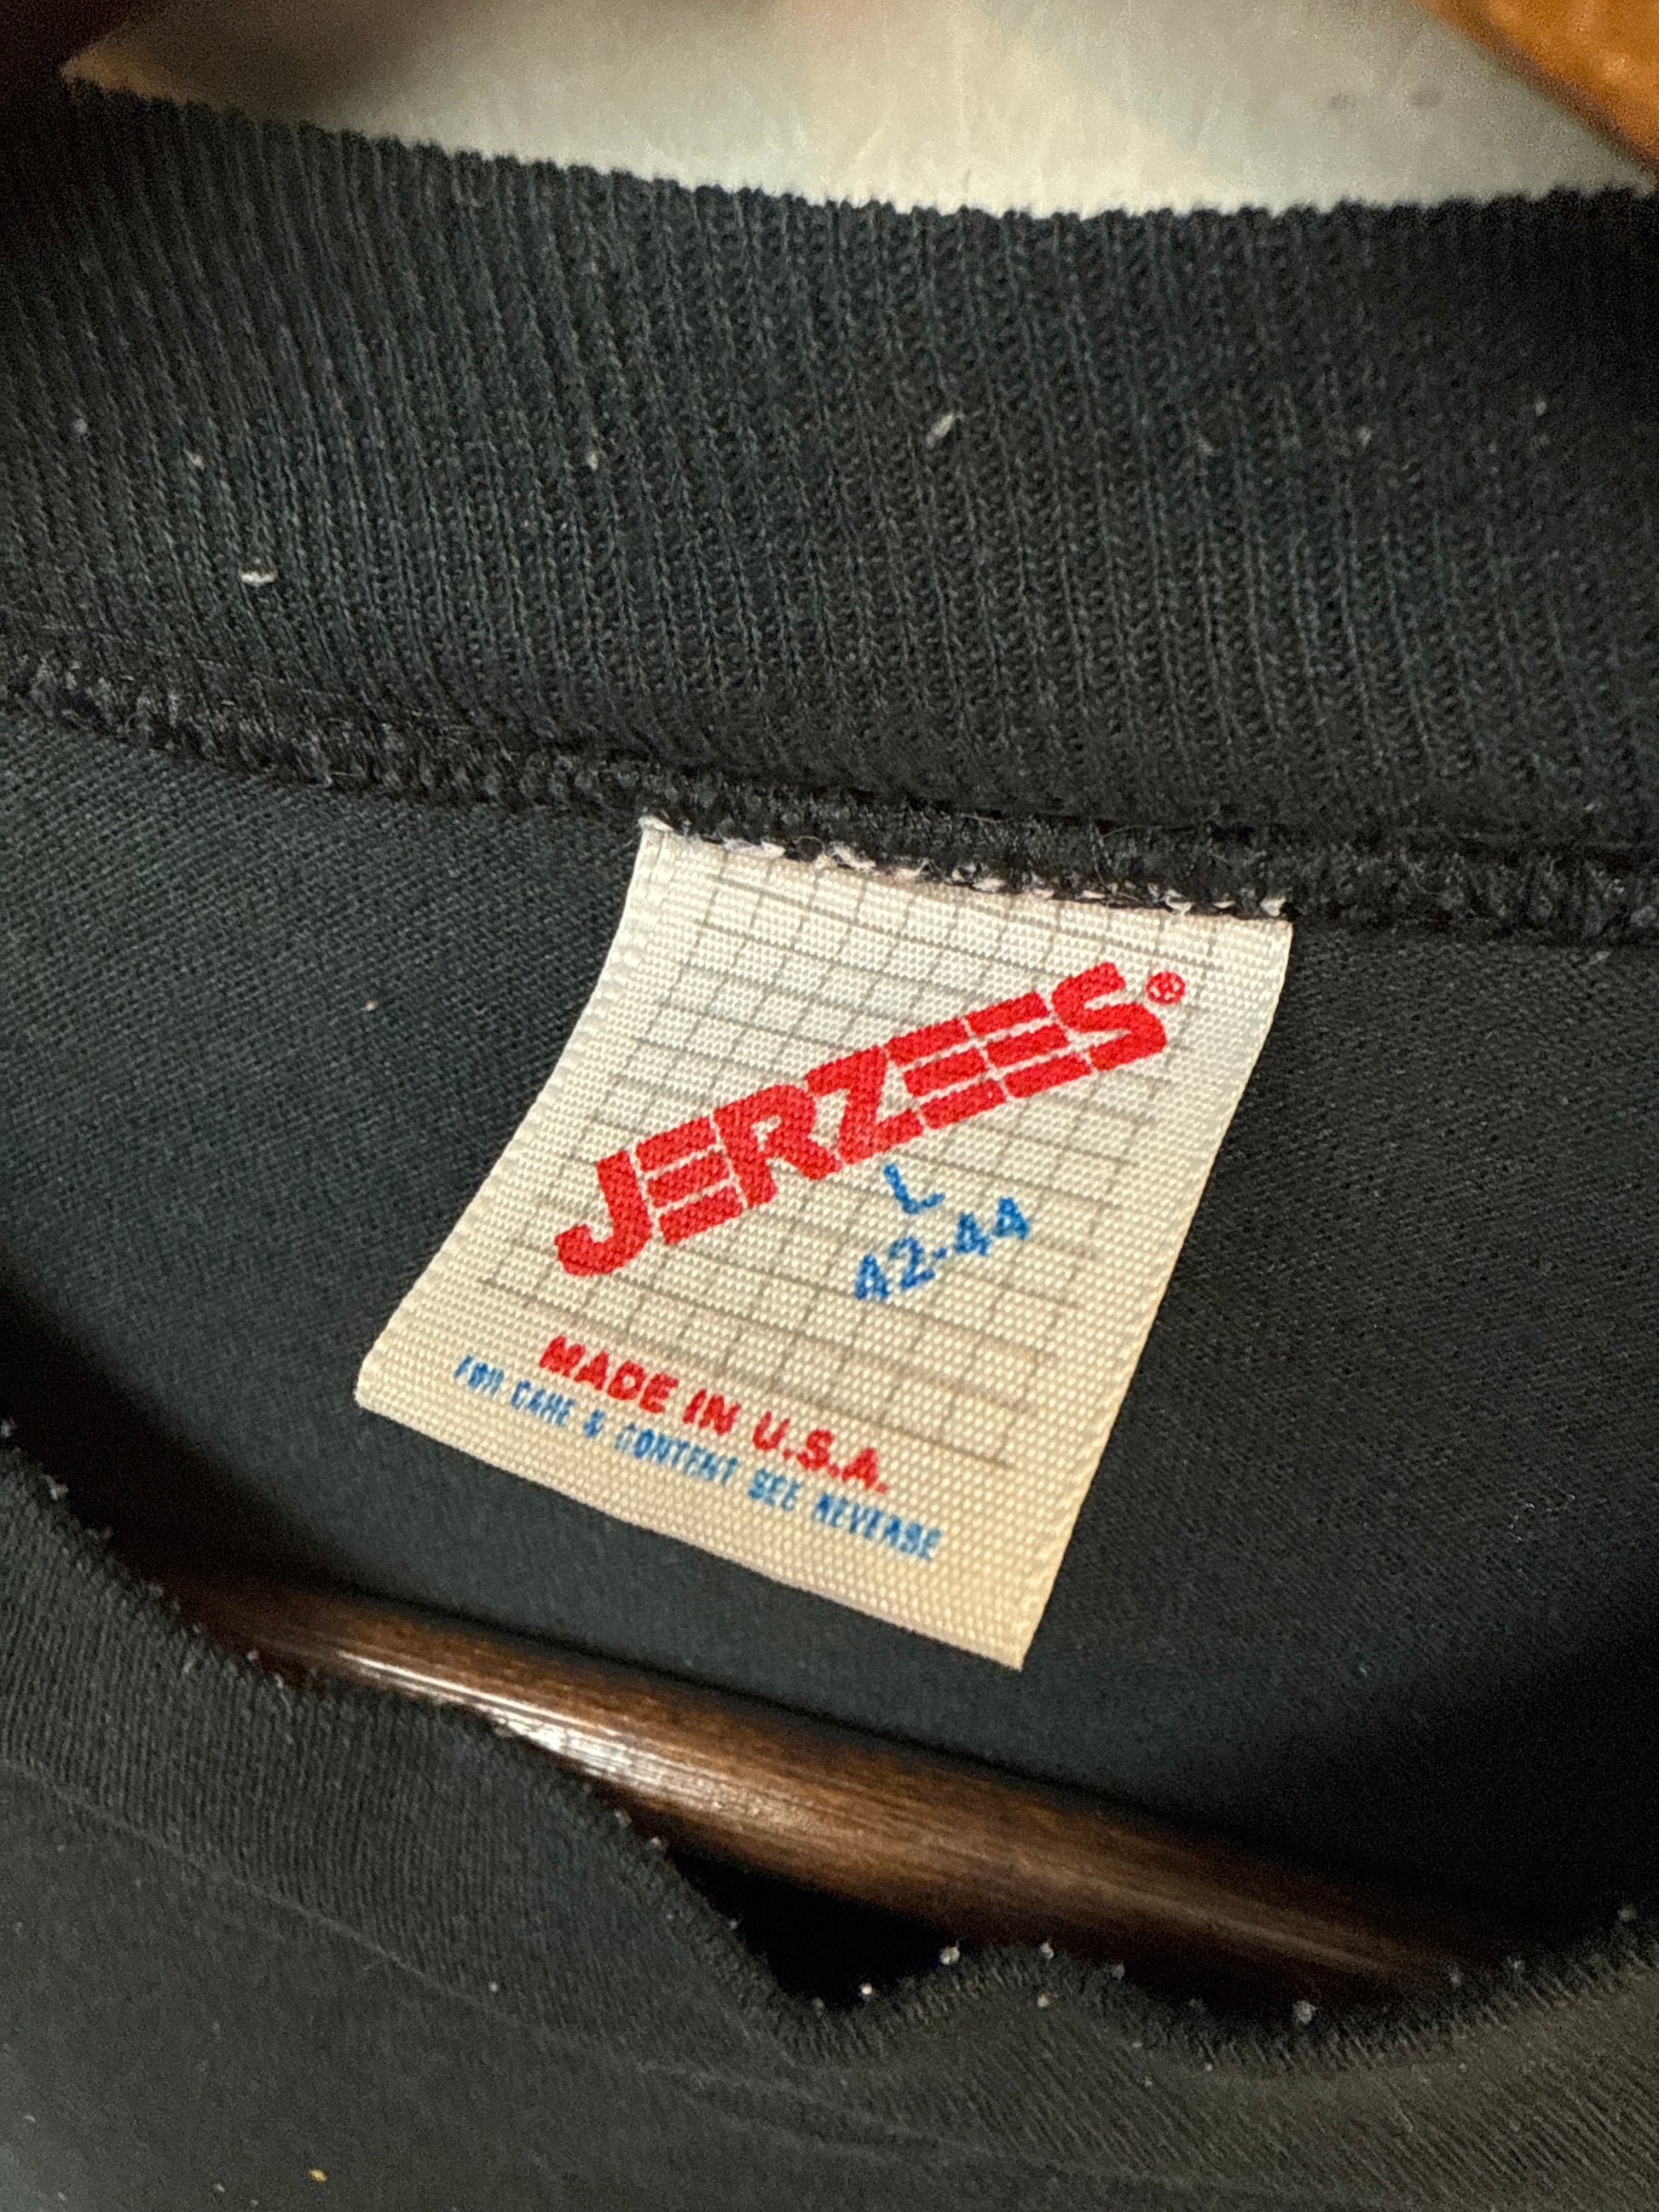 JERZEES®
L
42-44
MADE IN U.S.A.
FOR CARE & CONTENT SEE REVERSE